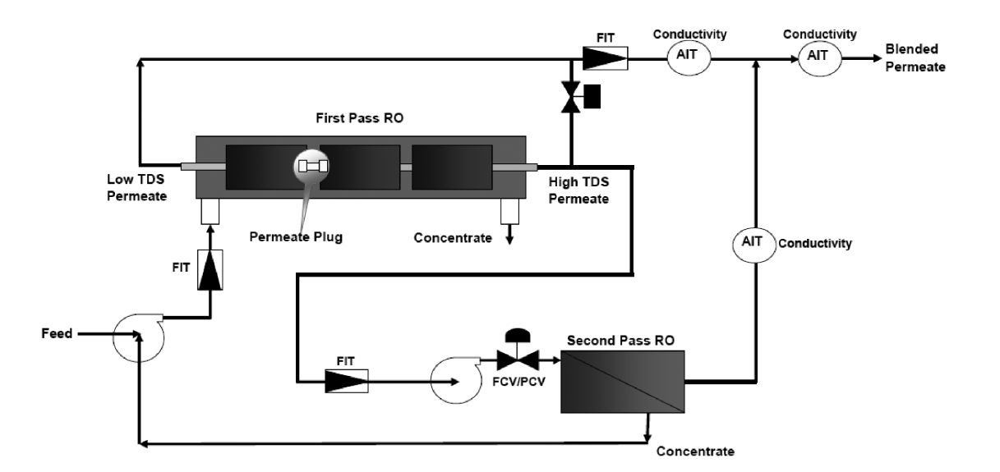 FIT
Conductivity
AIT
Conductivity
AIT
Blended
Permeate
First Pass RO
Low TDS
Permeate
High TDS
Permeate
Permeate Plug
Concentrate
FIT
AIT
Conductivity
Feed
FIT
FCV/PCV
Second Pass RO
Concentrate